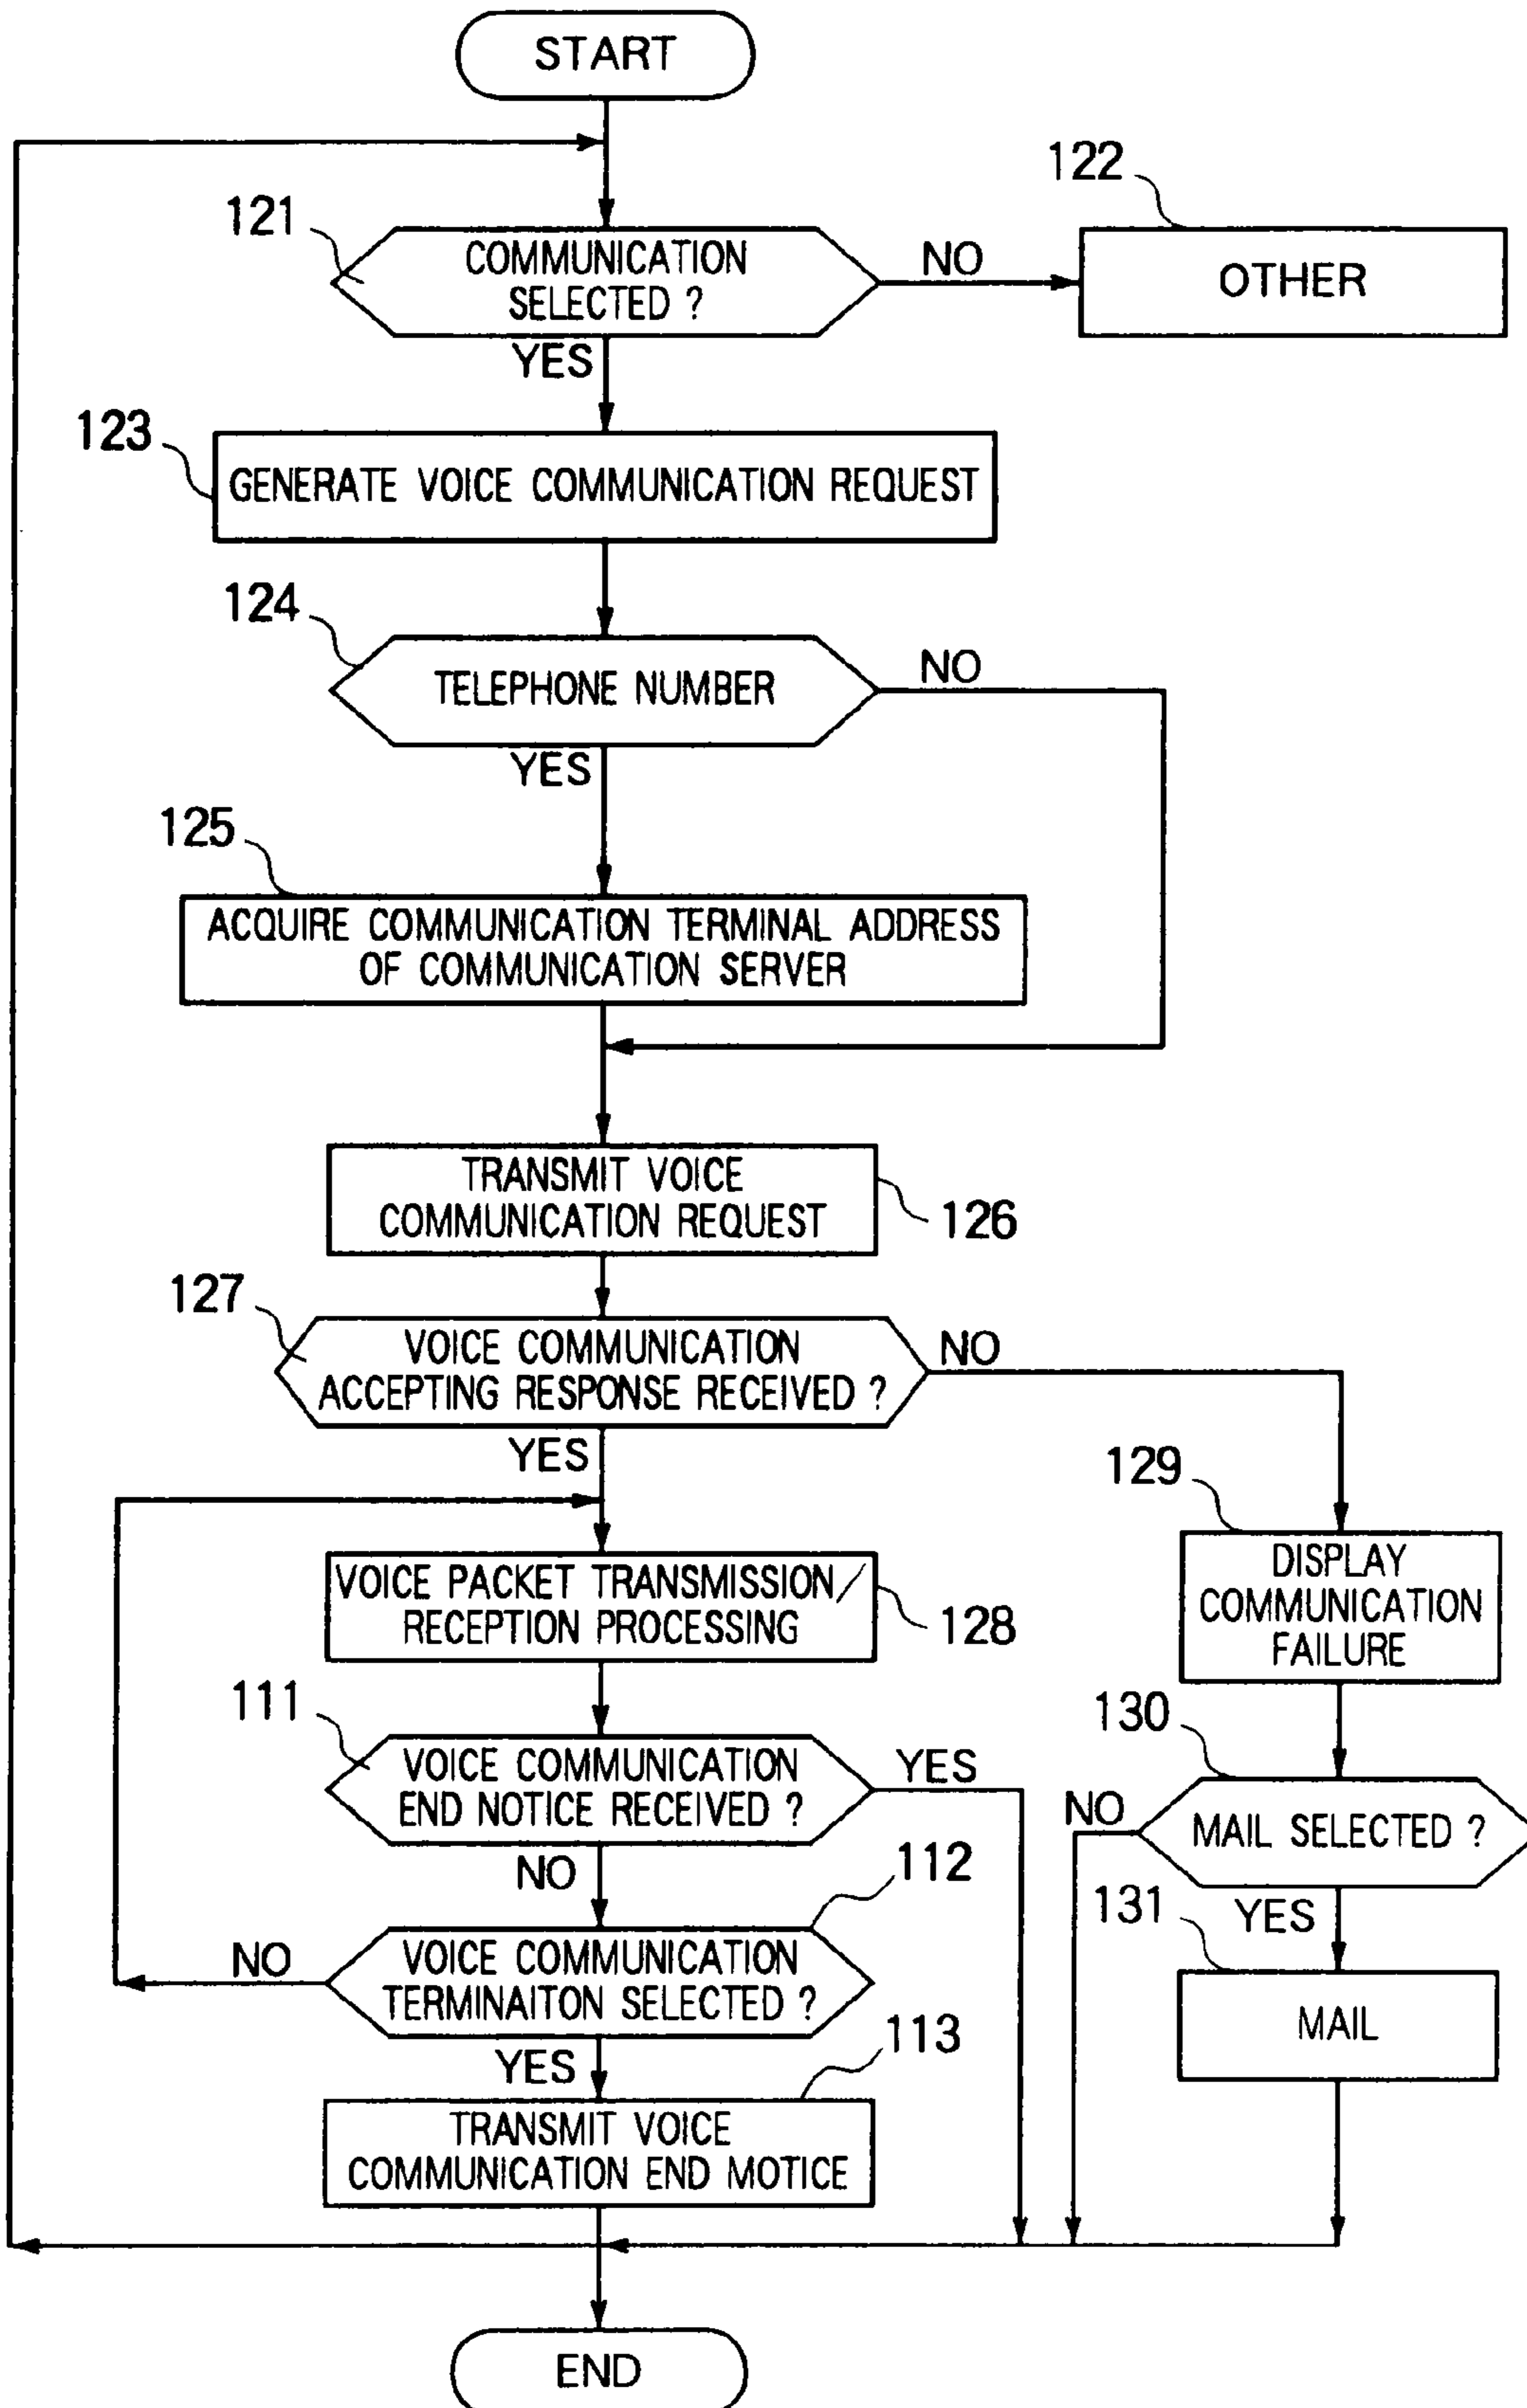 START
122
121
COMMUNICATION
SELECTED ?
NO
OTHER
YES
123
GENERATE VOICE COMMUNICATION REQUEST
124
TELEPHONE NUMBER
NO
YES
125
ACQUIRE COMMUNICATION TERMINAL ADDRESS
OF COMMUNICATION SERVER
TRANSMIT VOICE
COMMUNICATION REQUEST
126
127
VOICE COMMUNICATION
ACCEPTING RESPONSE RECEIVED ?
NO
YES
129
DISPLAY
COMMUNICATION
FAILURE
VOICE PACKET TRANSMISSION/
RECEPTION PROCESSING
128
111
VOICE COMMUNICATION
END NOTICE RECEIVED ?
YES
130
NO
MAIL SELECTED ?
NO
112
131
YES
NO
VOICE COMMUNICATION
TERMINAITON SELECTED ?
MAIL
YES
113
TRANSMIT VOICE
COMMUNICATION END MOTICE
END